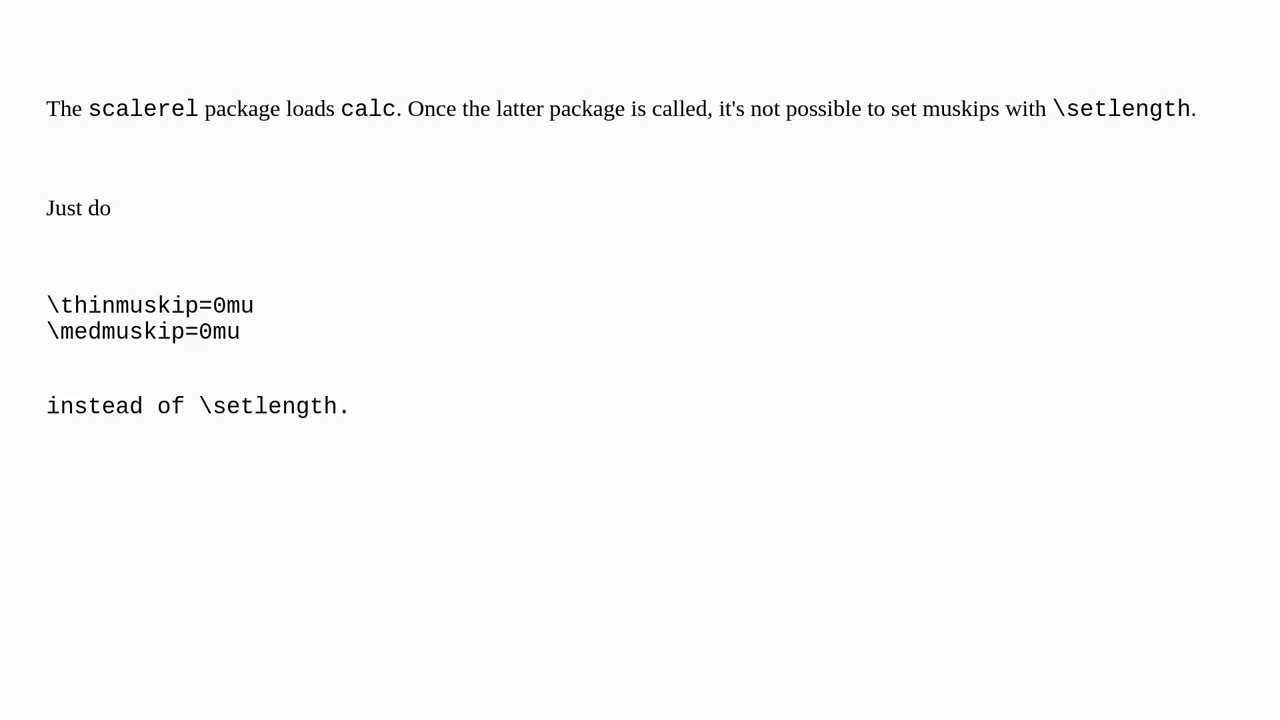 The scalerel package loads calc. Once the latter package is called, it's not possible to set muskips with \setlength.
Just do
\thinmuskip=0mu
\medmuskip=0mu
instead of \setlength.